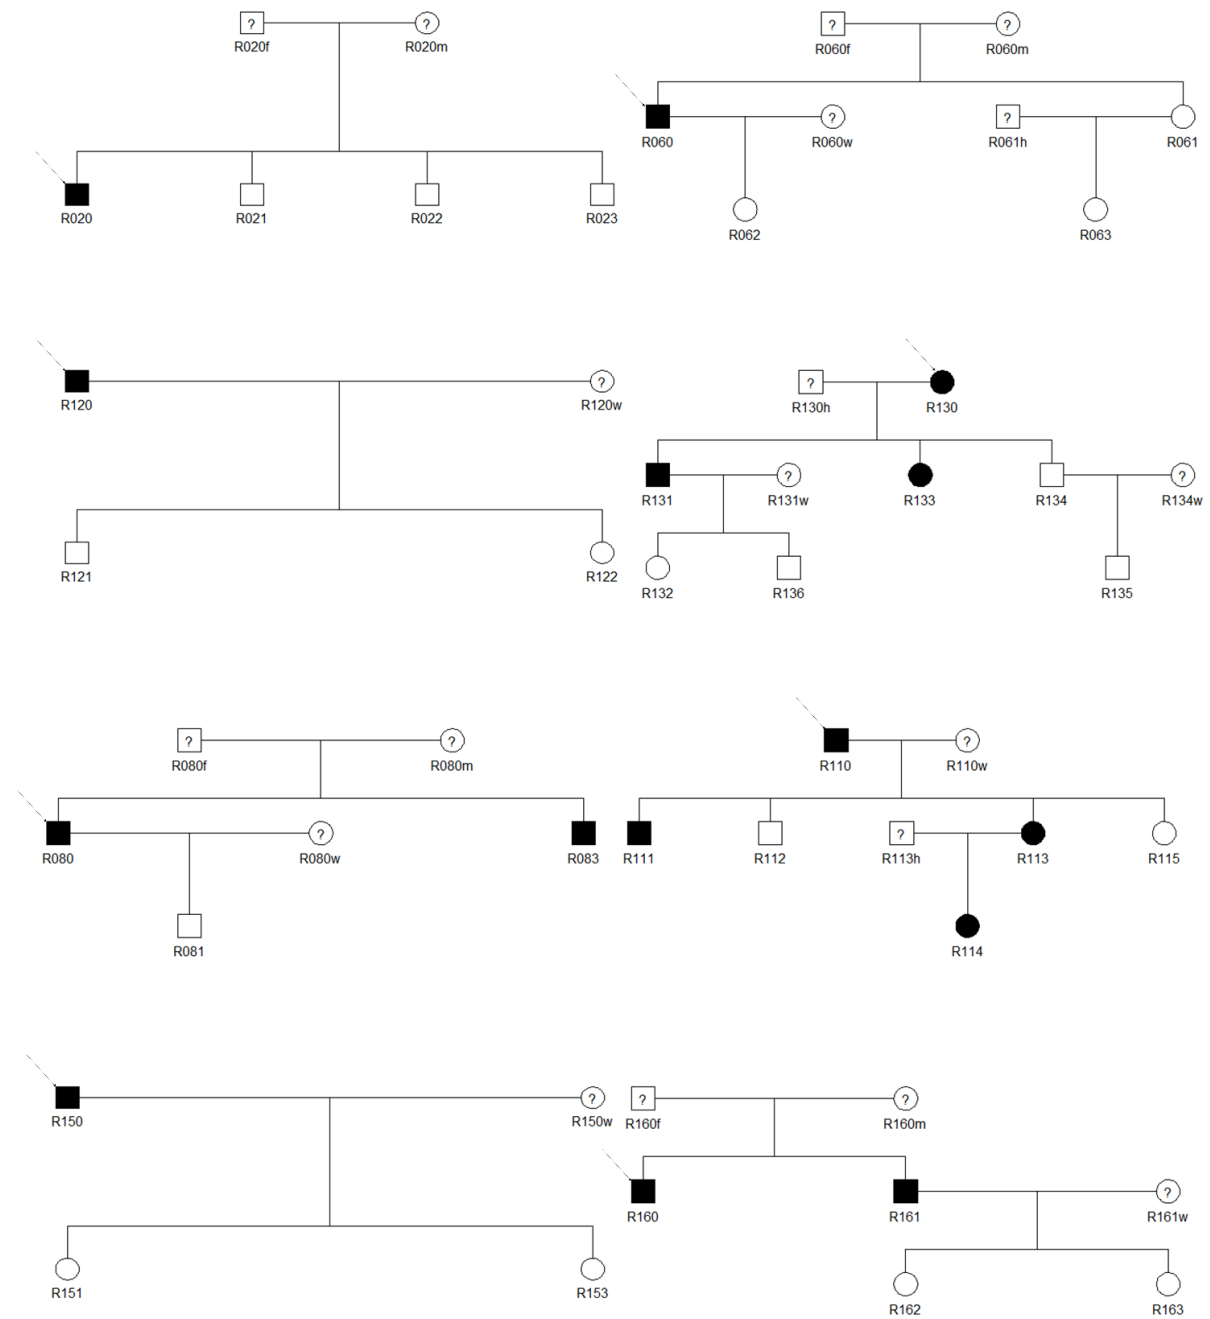 ? ?
R020f R020m
R020 R021 R022 R023
? ?
R060f R060m
? ?
R060 R060w R061h R061
R062 R063
?
R120 R120w
R121 R122
?
R130h R130
? ?
R131 R131w R133 R134 R134w
R132 R136 R135
? ?
R080f R080m
?
R080 R080w R083
R081
?
R110 R110w
?
R111 R112 R113h R113 R115
R114
?
R150 R150w
R151 R153
? ?
R160f R160m
?
R160 R161 R161w
R162 R163